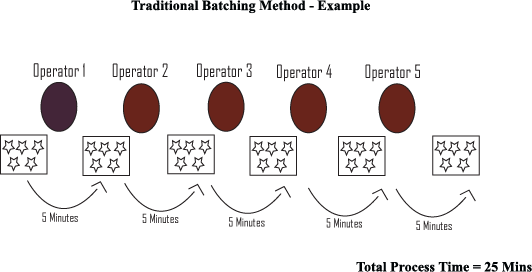 Traditional Batching Method - Example
Operator 1 Operator 2 Operator 3 Operator 4 Operator 5
5 Minutes 5 Minutes 5 Minutes 5 Minutes 5 Minutes
Total Process Time = 25 Mins